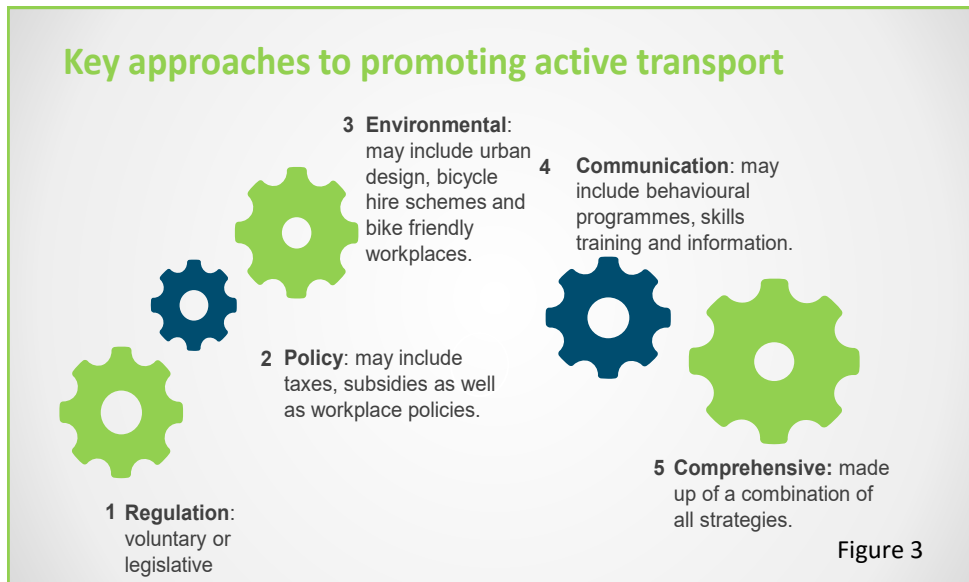 Key approaches to promoting active transport
3 Environmental:
may include urban
design, bicycle
hire schemes and
bike friendly
workplaces.
4 Communication: may
include behavioural
programmes, skills
training and information.
2 Policy: may include
taxes, subsidies as well
as workplace policies.
5 Comprehensive: made
up of a combination of
all strategies.
1 Regulation:
voluntary or
legislative
Figure 3